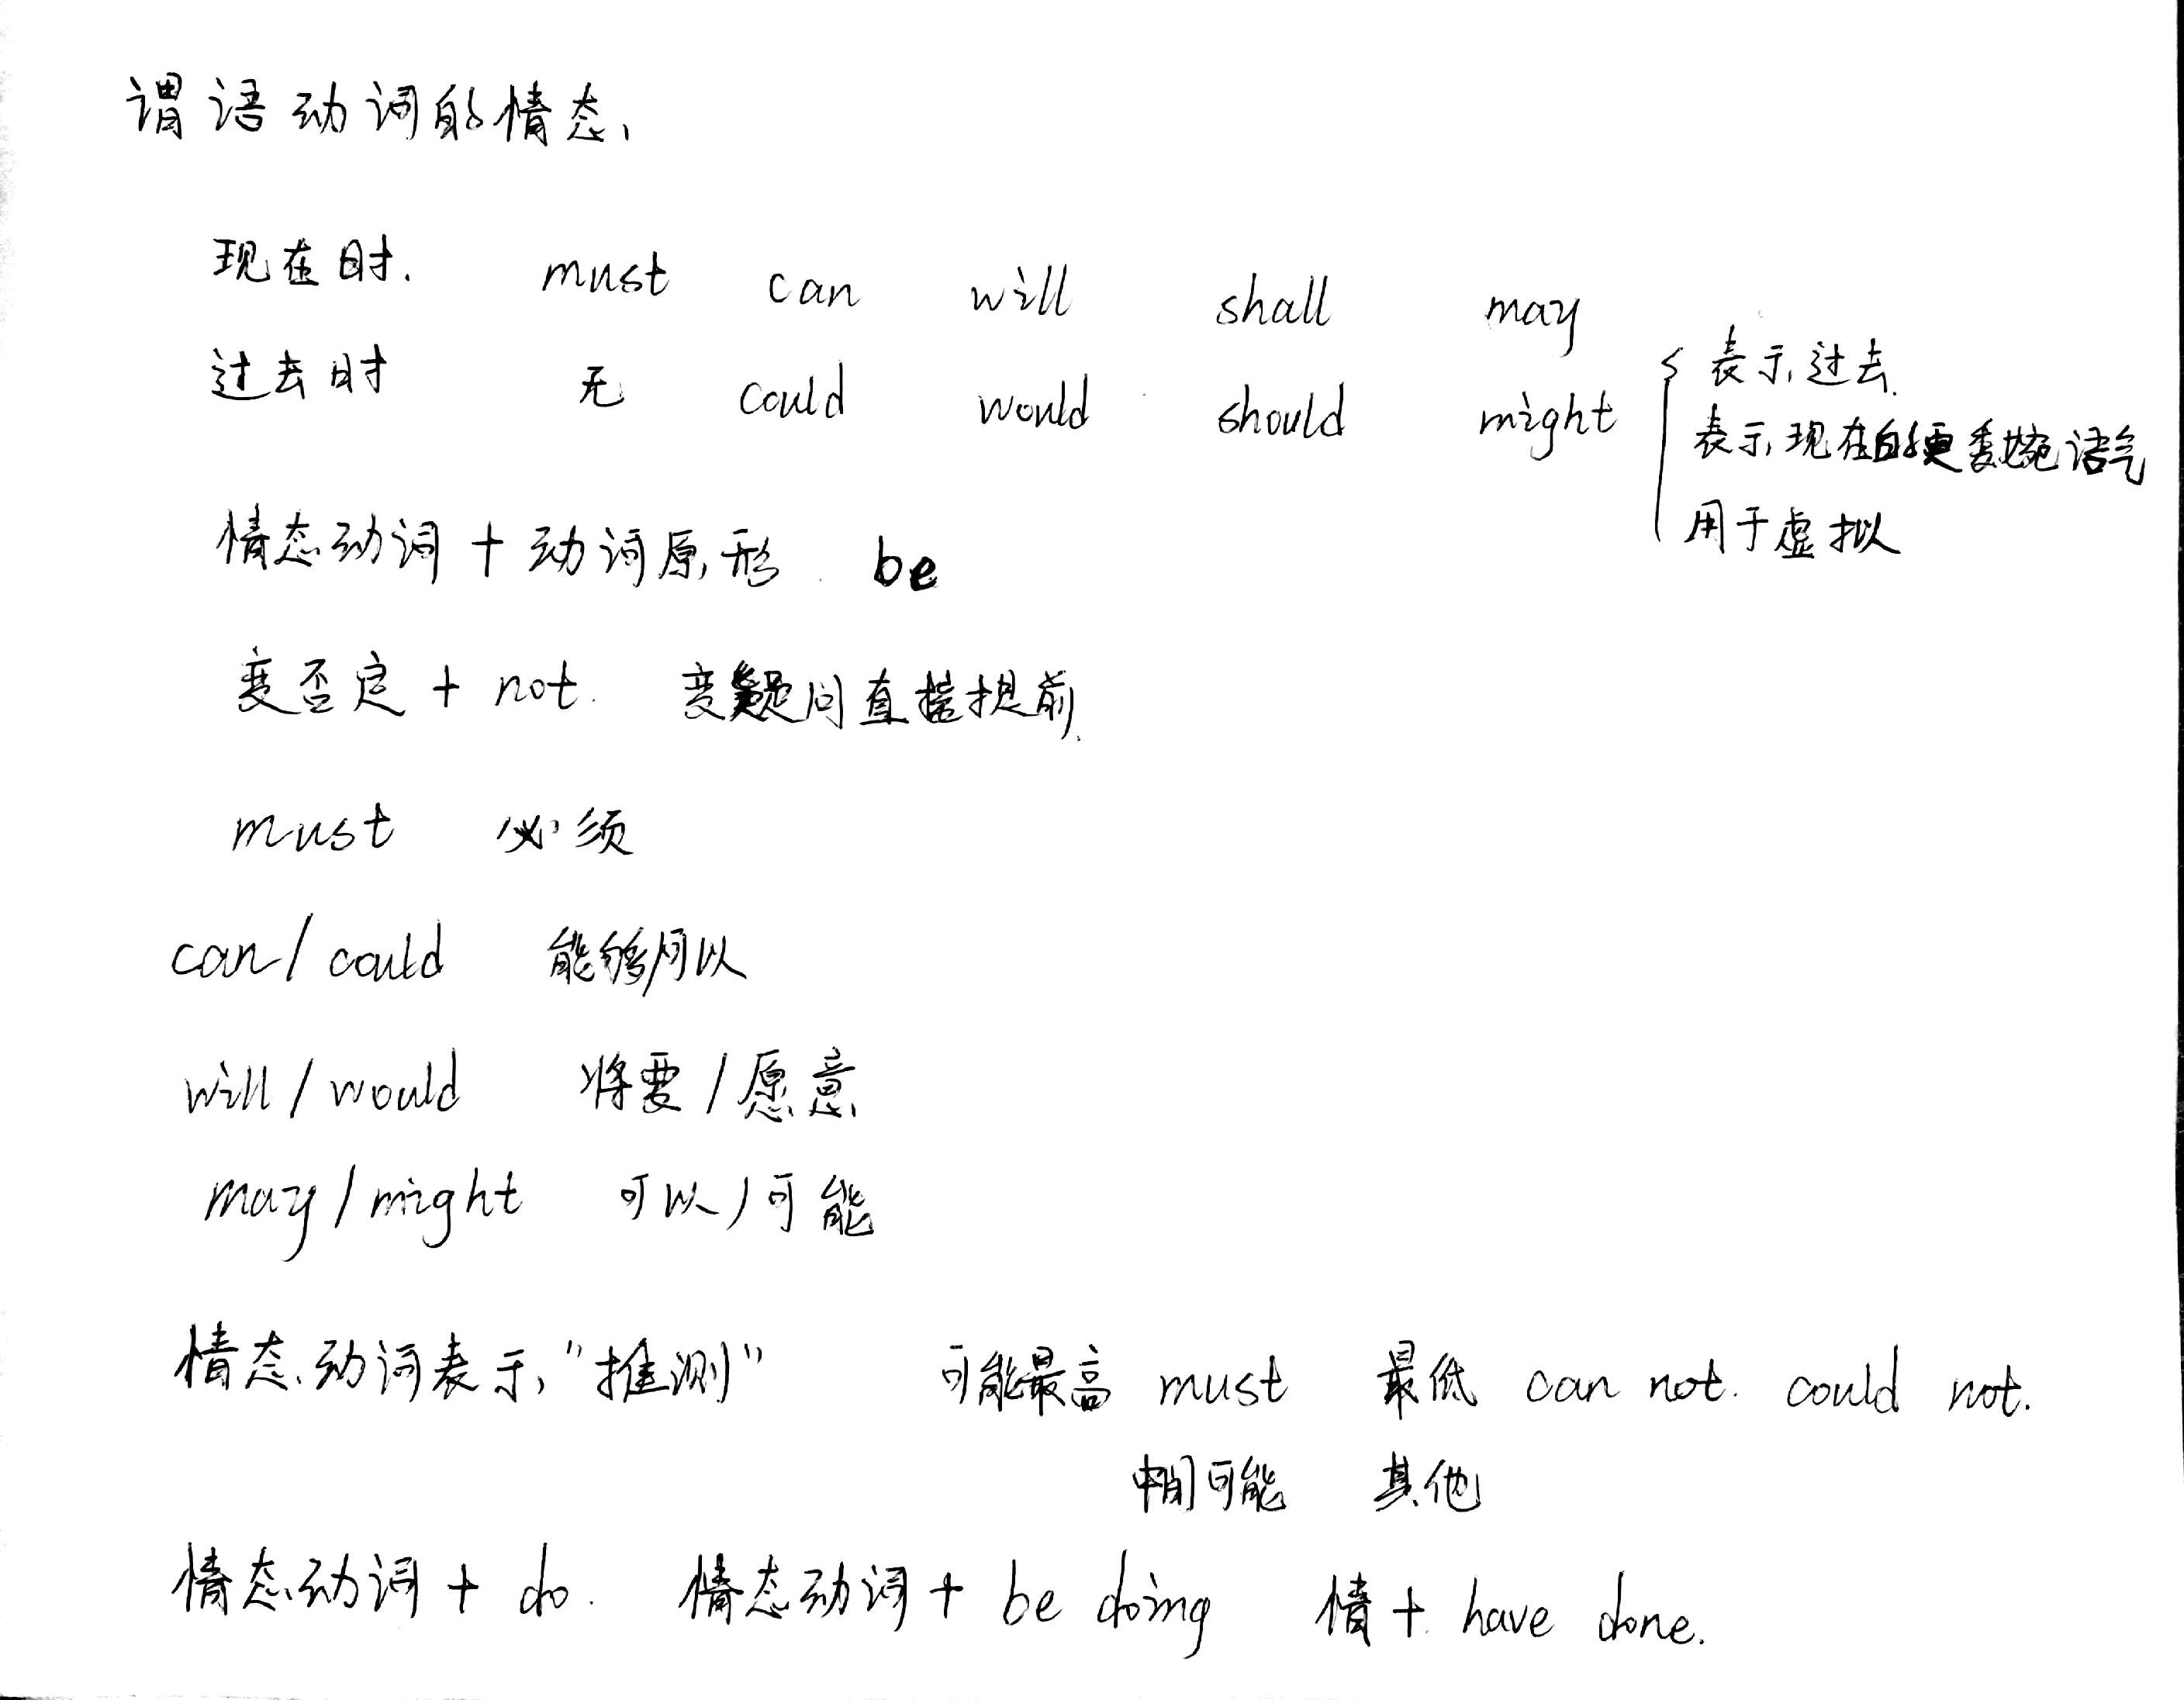 谓语动词的情态、
现在时. must can will shall may
过去时 无 could would should might { 表示过去.
表示现在的更委婉语气
用于虚拟
情态动词 + 动词原形 be
变否定 + not. 变疑问直接提前.
must 必须
can / could 能够/可以
will / would 将要 / 愿意
may / might 可以 / 可能
情态动词表示"推测" 可能最高 must 最低 can not. could not.
中间可能 其他
情态动词 + do. 情态动词 + be doing 情 + have done.